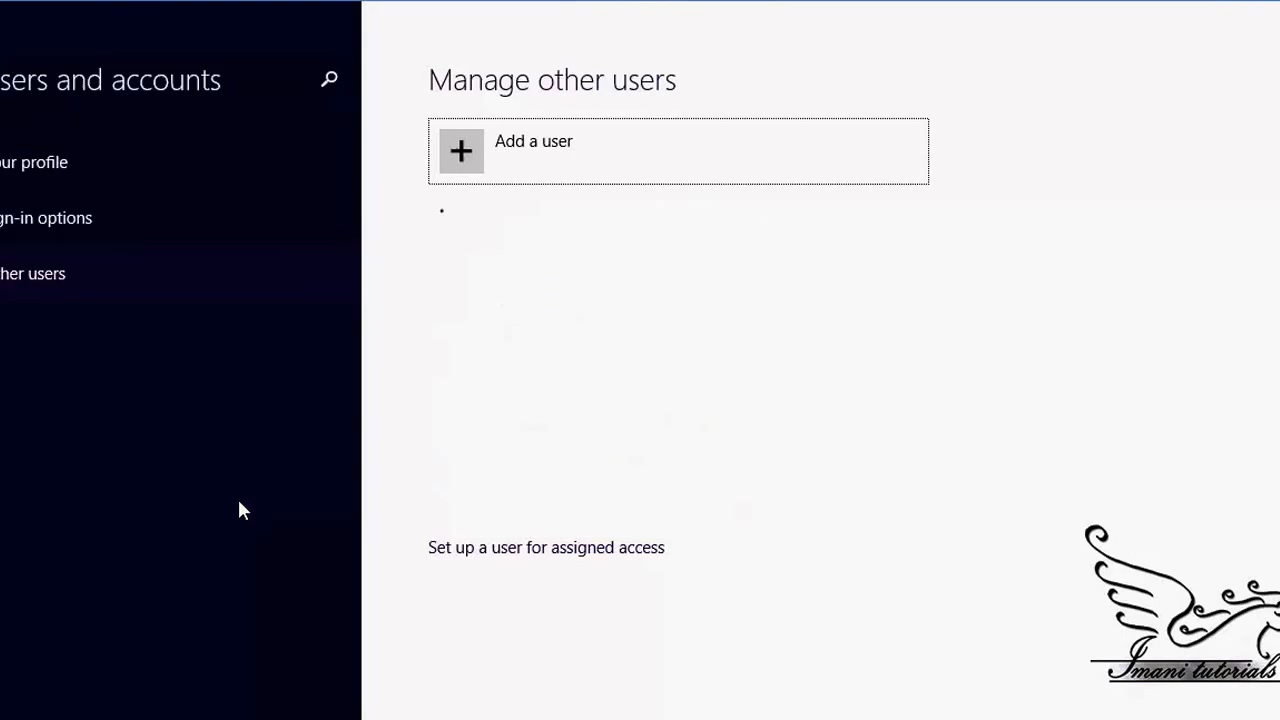 sers and accounts
our profile
gn-in options
her users
Manage other users
Add a user
Set up a user for assigned access
Imani tutorials